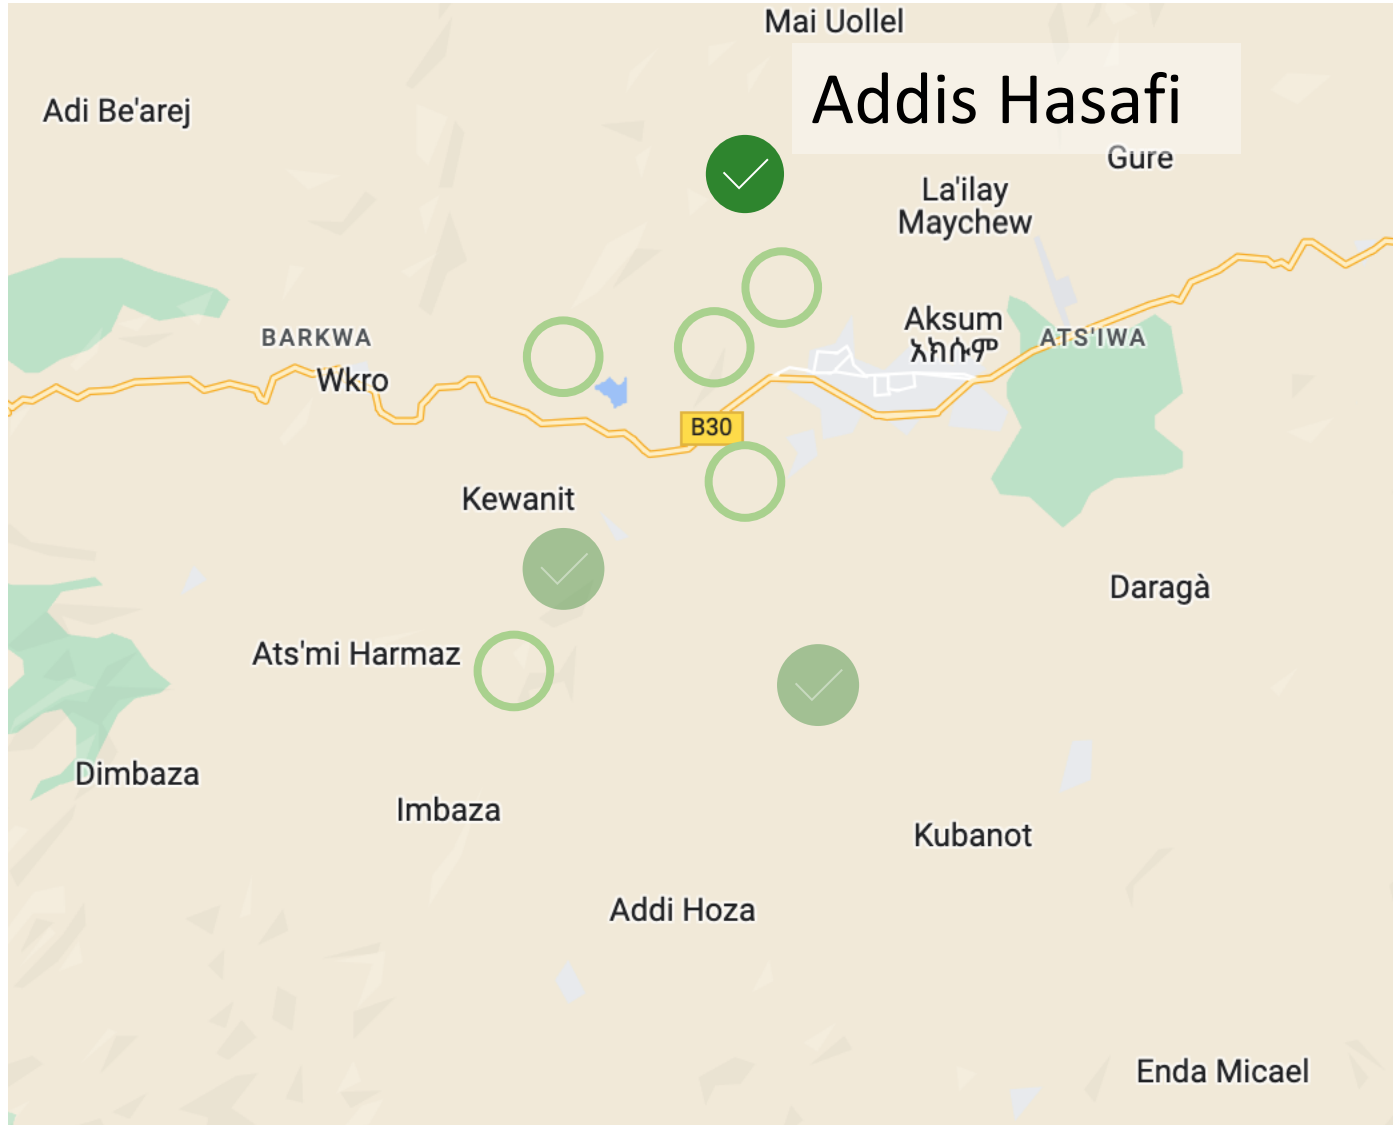 Mai Uollel
Addis Hasafi
Adi Be'arej
Gure
La'ilay
Maychew
Aksum
አክሱም
BARKWA
ATS'IWA
Wkro
B30
Kewanit
Daragà
Ats'mi Harmaz
Dimbaza
Imbaza
Kubanot
Addi Hoza
Enda Micael